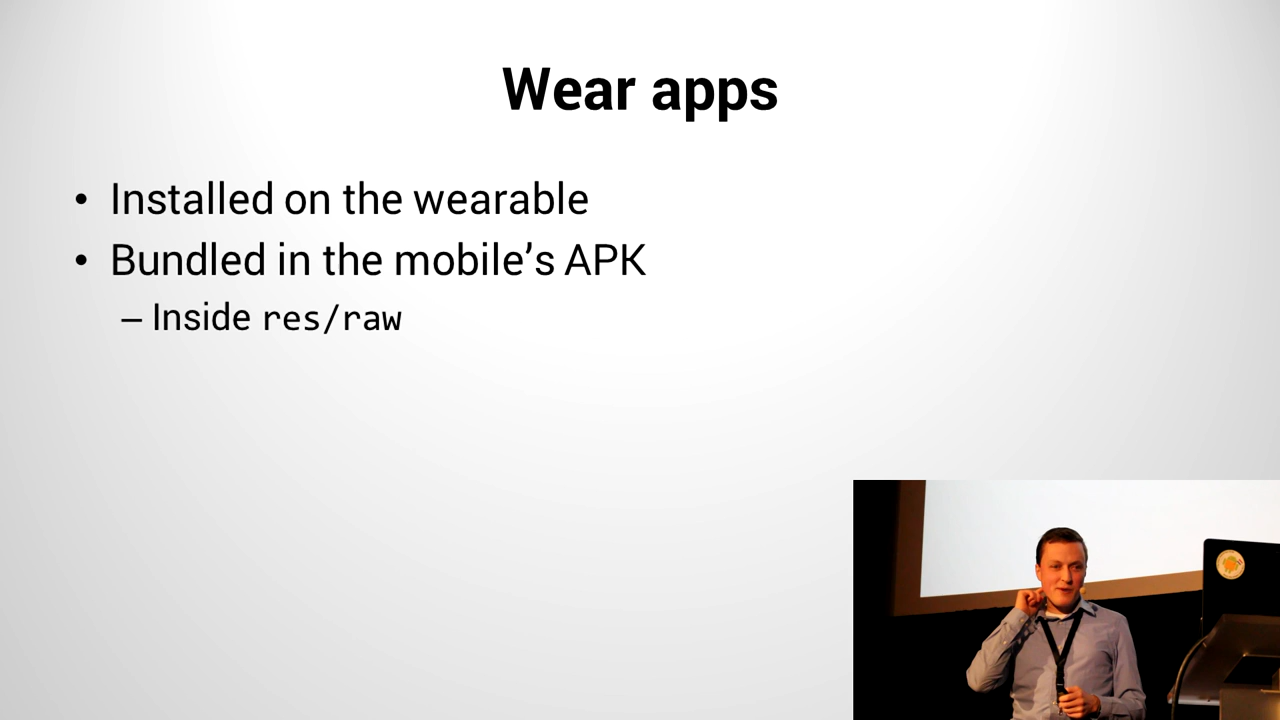 Wear apps
• Installed on the wearable
• Bundled in the mobile’s APK
– Inside res/raw